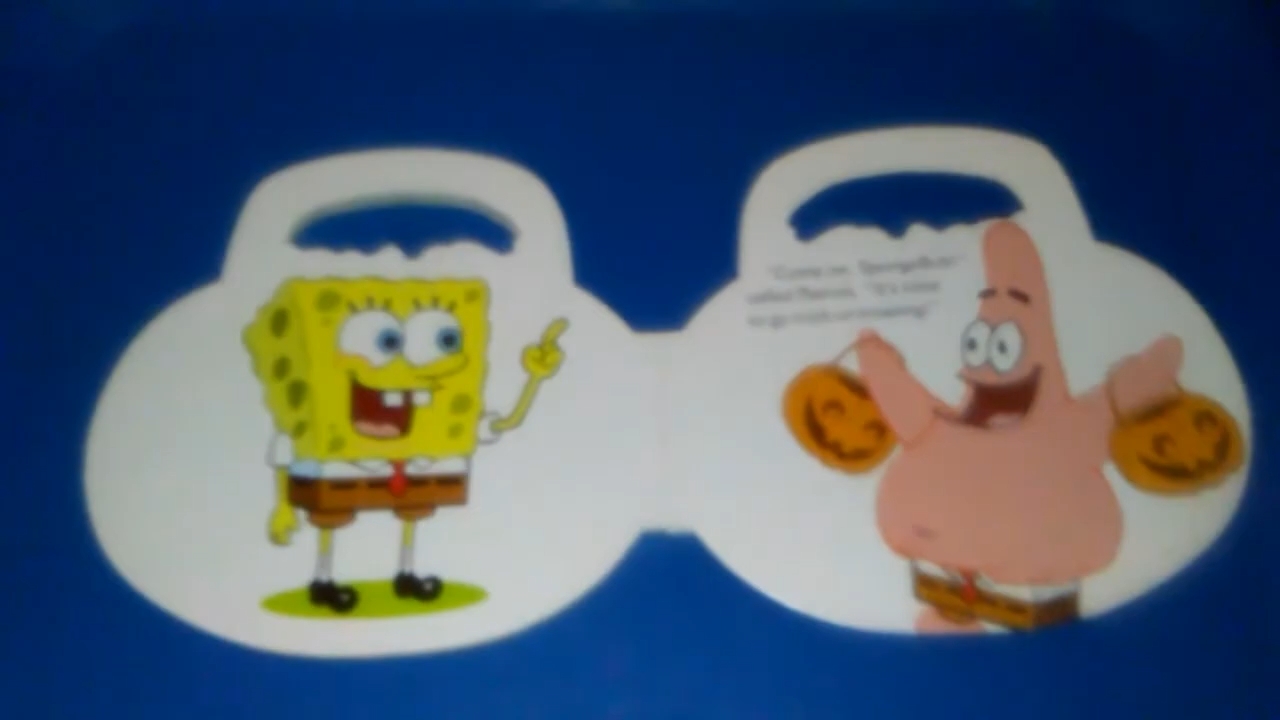 "Come on, SpongeBob!"
called Patrick. "It's time
to go trick-or-treating!"